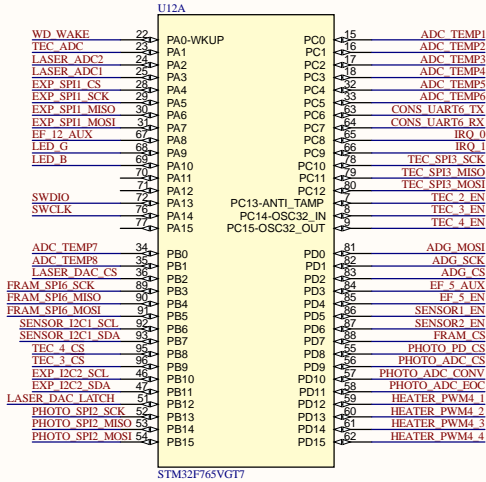 U12A
WD_WAKE 22 PA0-WKUP PC0 15 ADC_TEMP1
TEC_ADC 23 PA1 PC1 16 ADC_TEMP2
LASER_ADC2 24 PA2 PC2 17 ADC_TEMP3
LASER_ADC1 25 PA3 PC3 18 ADC_TEMP4
EXP_SPI1_CS 28 PA4 PC4 32 ADC_TEMP5
EXP_SPI1_SCK 29 PA5 PC5 33 ADC_TEMP6
EXP_SPI1_MISO 30 PA6 PC6 63 CONS_UART6_TX
EXP_SPI1_MOSI 31 PA7 PC7 64 CONS_UART6_RX
EF_12_AUX 67 PA8 PC8 65 IRQ_0
LED_G 68 PA9 PC9 66 IRQ_1
LED_B 69 PA10 PC10 78 TEC_SPI3_SCK
70 PA11 PC11 79 TEC_SPI3_MISO
71 PA12 PC12 80 TEC_SPI3_MOSI
SWDIO 72 PA13 PC13-ANTI_TAMP 7 TEC_2_EN
SWCLK 76 PA14 PC14-OSC32_IN 8 TEC_3_EN
77 PA15 PC15-OSC32_OUT 9 TEC_4_EN
ADC_TEMP7 34 PB0 PD0 81 ADG_MOSI
ADC_TEMP8 35 PB1 PD1 82 ADG_SCK
LASER_DAC_CS 36 PB2 PD2 83 ADG_CS
FRAM_SPI6_SCK 89 PB3 PD3 84 EF_5_AUX
FRAM_SPI6_MISO 90 PB4 PD4 85 EF_5_EN
FRAM_SPI6_MOSI 91 PB5 PD5 86 SENSOR1_EN
SENSOR_I2C1_SCL 92 PB6 PD6 87 SENSOR2_EN
SENSOR_I2C1_SDA 93 PB7 PD7 88 FRAM_CS
TEC_4_CS 95 PB8 PD8 55 PHOTO_PD_CS
TEC_3_CS 96 PB9 PD9 56 PHOTO_ADC_CS
EXP_I2C2_SCL 46 PB10 PD10 57 PHOTO_ADC_CONV
EXP_I2C2_SDA 47 PB11 PD11 58 PHOTO_ADC_EOC
LASER_DAC_LATCH 51 PB12 PD12 59 HEATER_PWM4_1
PHOTO_SPI2_SCK 52 PB13 PD13 60 HEATER_PWM4_2
PHOTO_SPI2_MISO 53 PB14 PD14 61 HEATER_PWM4_3
PHOTO_SPI2_MOSI 54 PB15 PD15 62 HEATER_PWM4_4
STM32F765VGT7